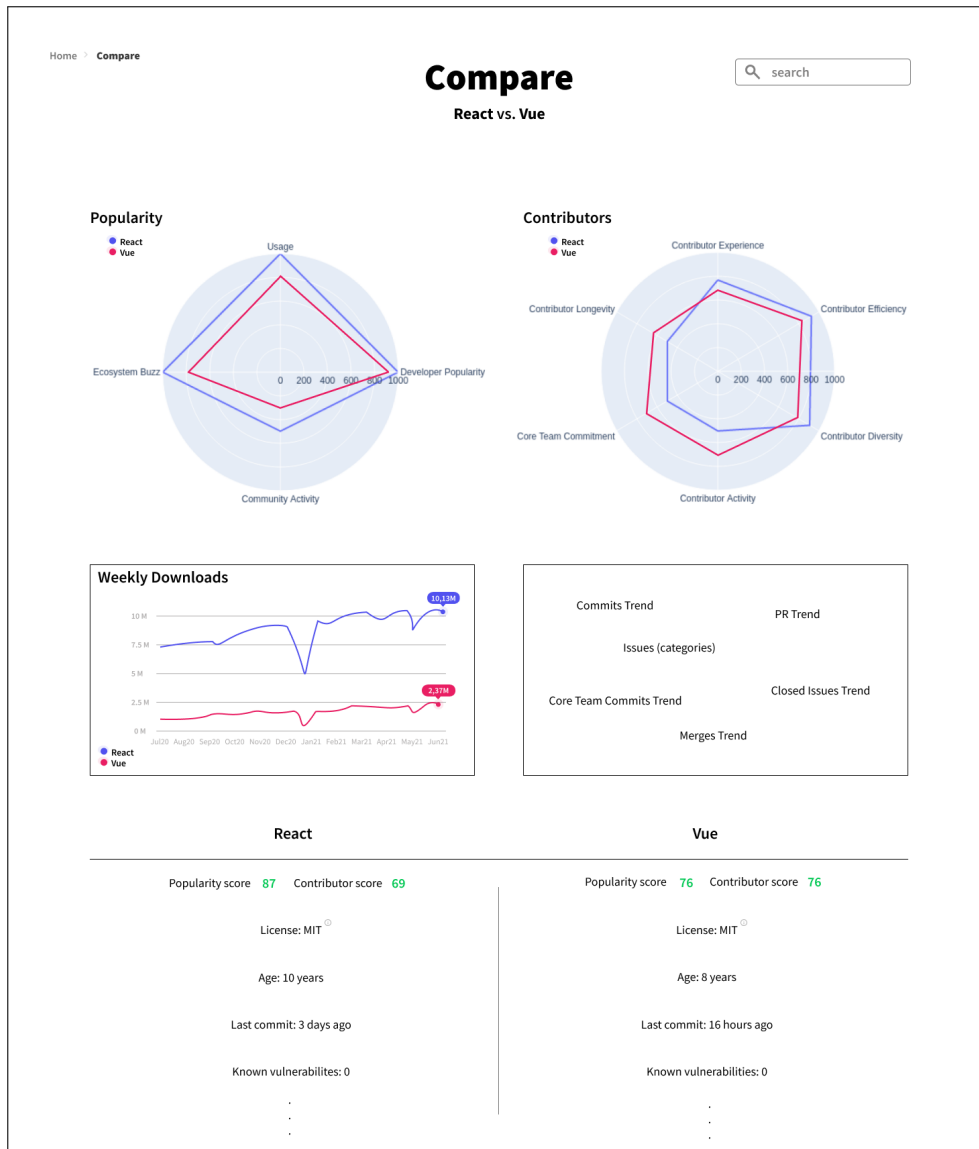 Home > Compare
Compare
search
React vs. Vue
Popularity
React
Vue
Usage
Ecosystem Buzz
0 200 400 600 800 1000
Developer Popularity
Community Activity
Contributors
React
Vue
Contributor Experience
Contributor Longevity
Contributor Efficiency
0 200 400 600 800 1000
Core Team Commitment
Contributor Diversity
Contributor Activity
Weekly Downloads
10,13M
10 M
7.5 M
5 M
2,37M
2.5 M
0 M
Jul20 Aug20 Sep20 Oct20 Nov20 Dec20 Jan21 Feb21 Mar21 Apr21 May21 Jun21
React
Vue
Commits Trend
PR Trend
Issues (categories)
Closed Issues Trend
Core Team Commits Trend
Merges Trend
React
Popularity score 87 Contributor score 69
License: MIT
Age: 10 years
Last commit: 3 days ago
Known vulnerabilites: 0
.
.
.
Vue
Popularity score 76 Contributor score 76
License: MIT
Age: 8 years
Last commit: 16 hours ago
Known vulnerabilities: 0
.
.
.